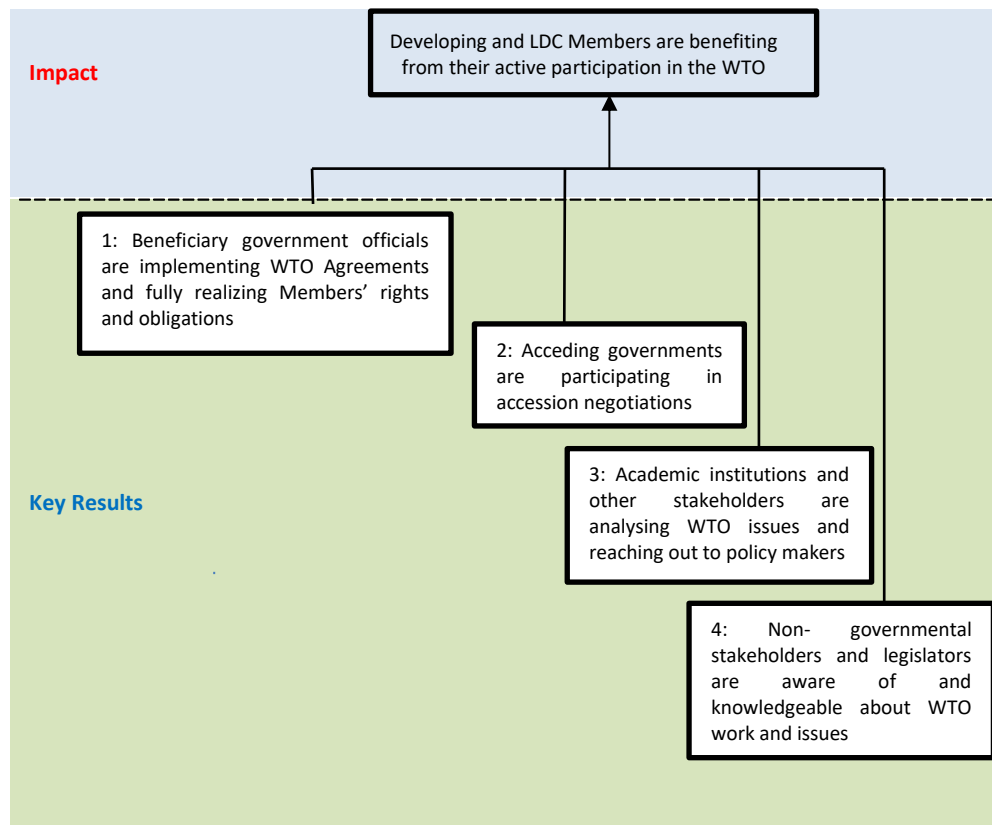 Developing and LDC Members are benefiting
from their active participation in the WTO
Impact
1: Beneficiary government officials
are implementing WTO Agreements
and fully realizing Members’ rights
and obligations
2: Acceding governments
are participating in
accession negotiations
3: Academic institutions and
other stakeholders are
analysing WTO issues and
reaching out to policy makers
Key Results
4: Non- governmental
stakeholders and legislators
are aware of and
knowledgeable about WTO
work and issues